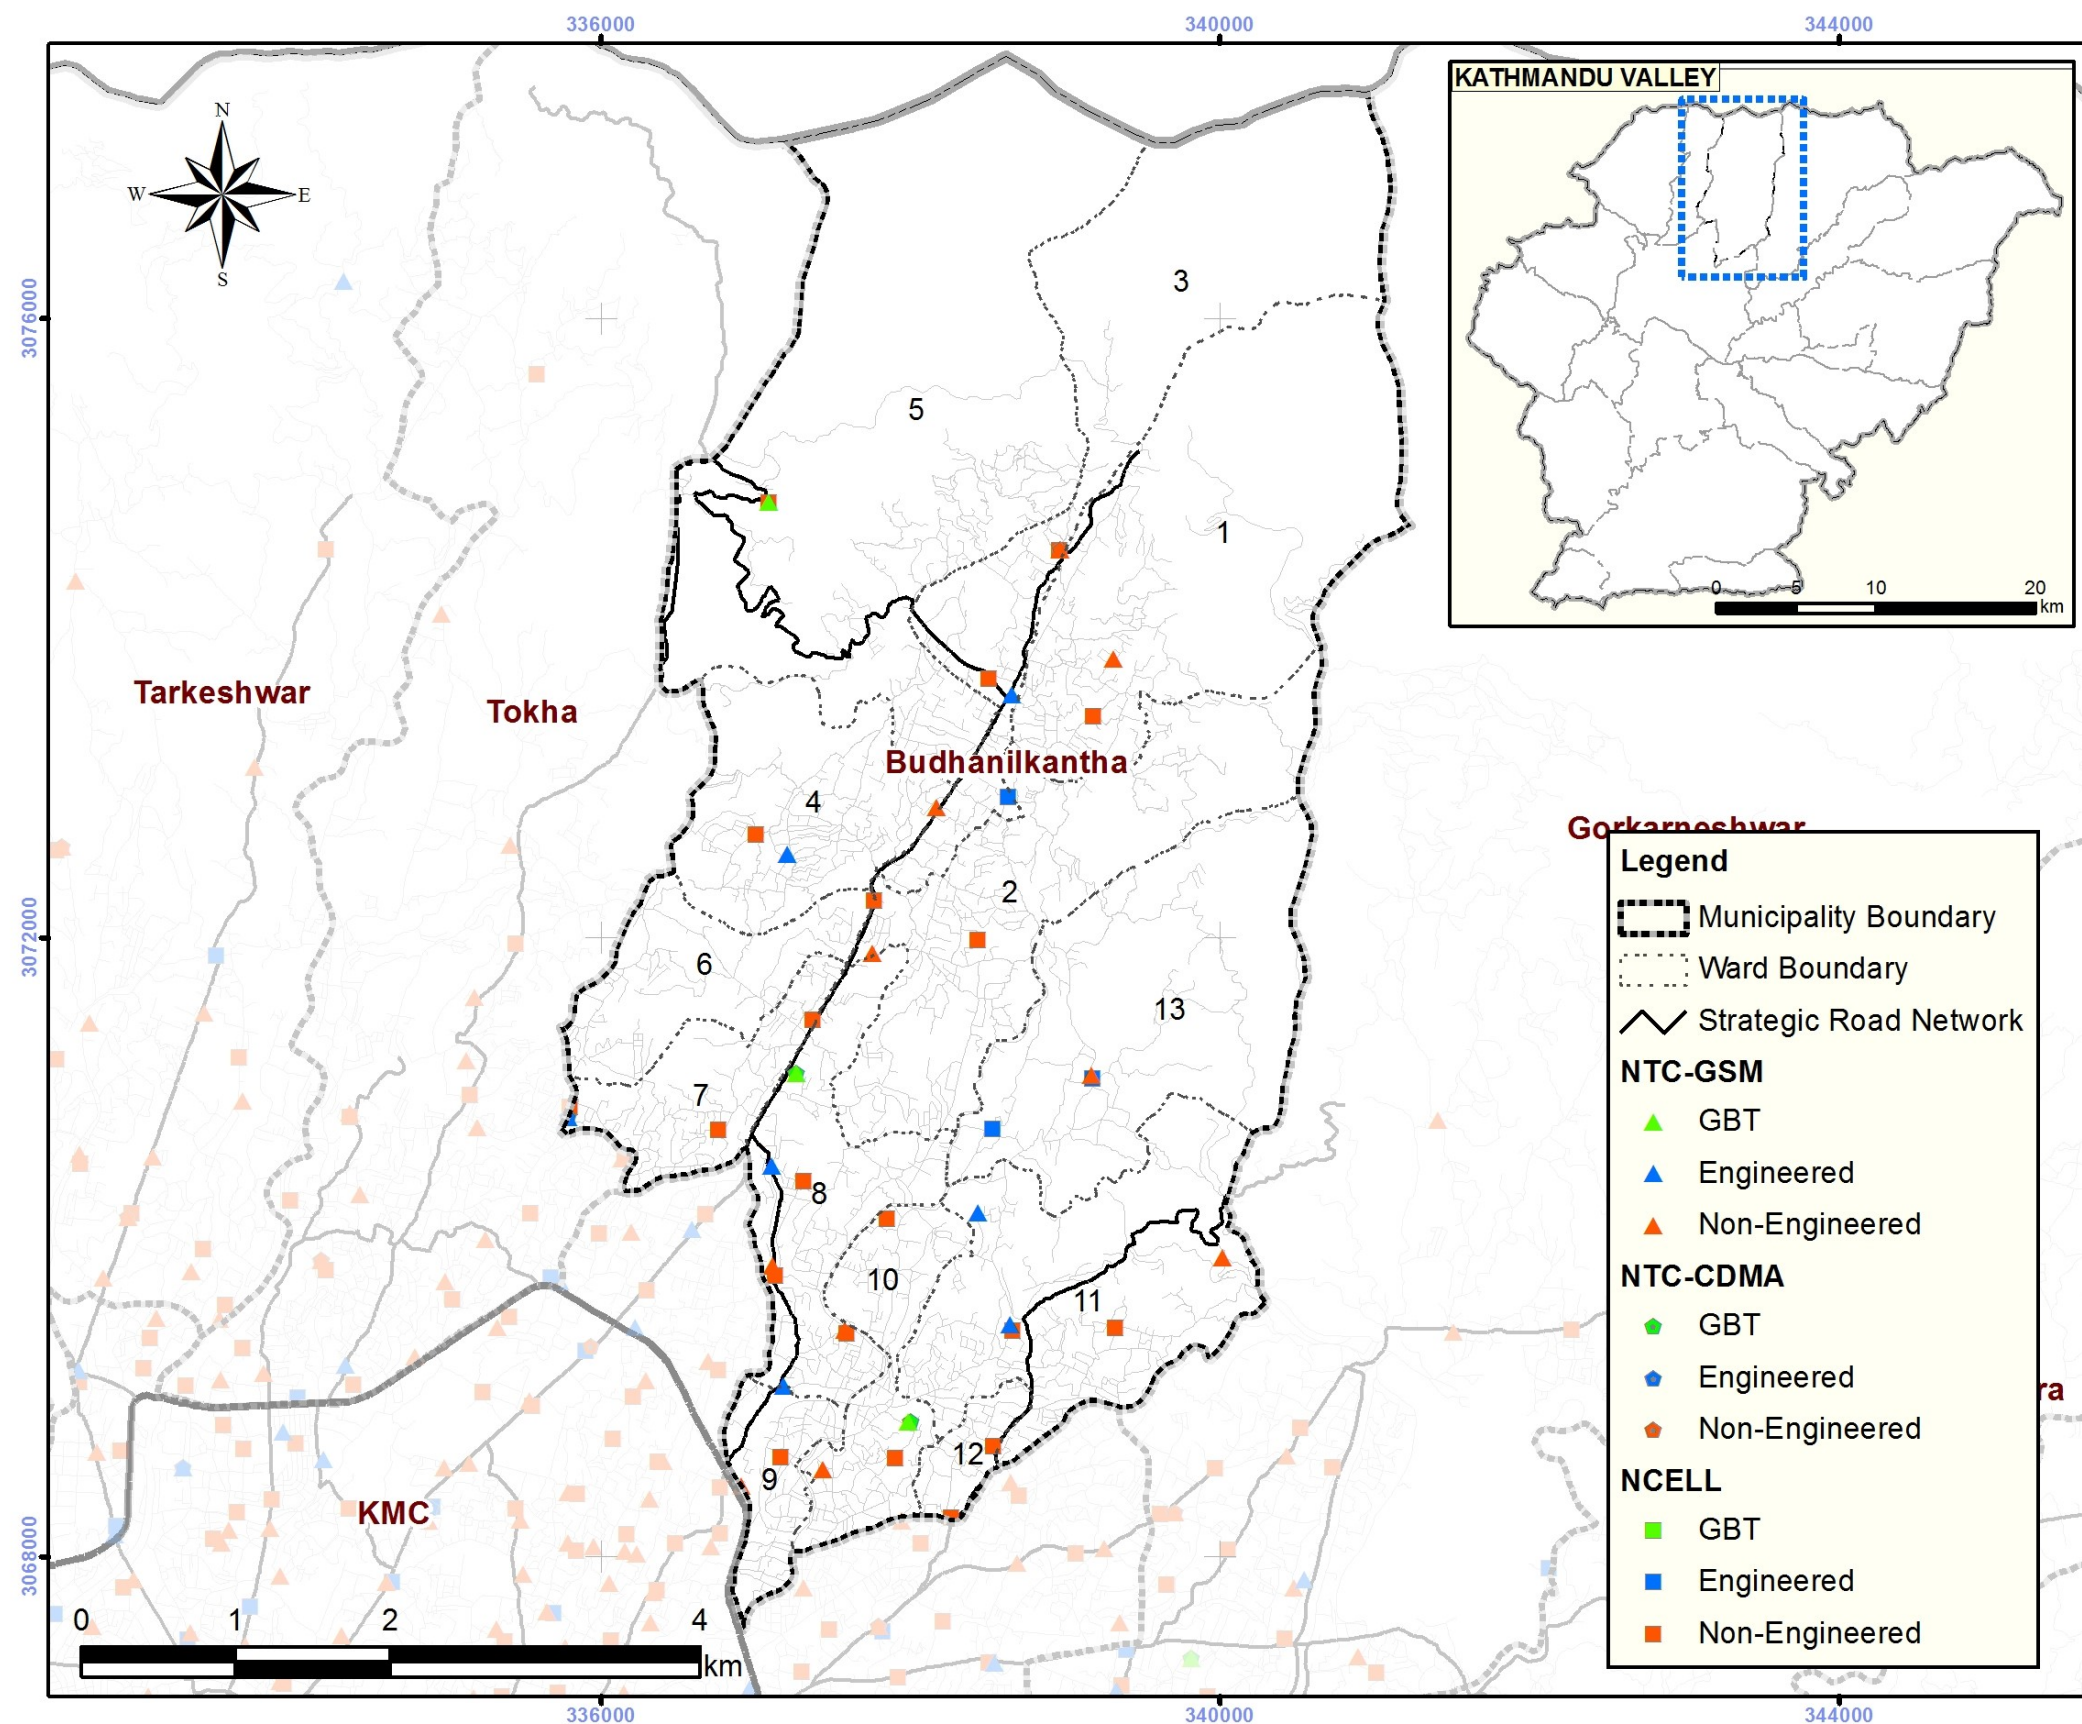 336000
340000
344000
KATHMANDU VALLEY
N
W
E
S
3076000
3
5
1
0
5
10
20
km
Tarkeshwar
Tokha
Budhanilkantha
4
Gorkarneshwar
2
3072000
6
13
7
8
10
11
12
9
KMC
ra
3068000
Legend
Municipality Boundary
Ward Boundary
Strategic Road Network
NTC-GSM
GBT
Engineered
Non-Engineered
NTC-CDMA
GBT
Engineered
Non-Engineered
NCELL
GBT
Engineered
Non-Engineered
0
1
2
4
km
336000
340000
344000